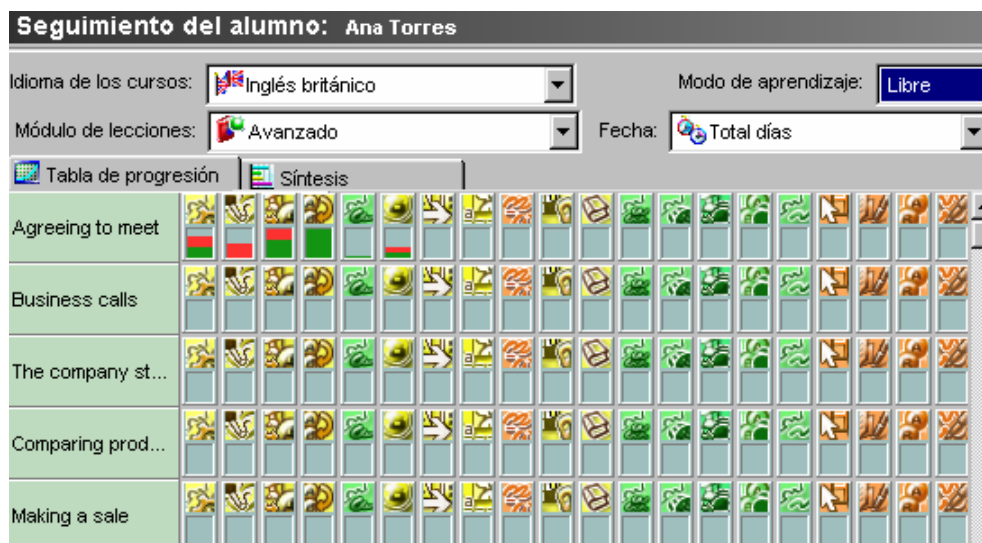 Seguimiento del alumno: Ana Torres
Idioma de los cursos: Inglés británico Modo de aprendizaje: Libre
Módulo de lecciones: Avanzado Fecha: Total días
Tabla de progresión Síntesis
Agreeing to meet
Business calls
The company st...
Comparing prod...
Making a sale